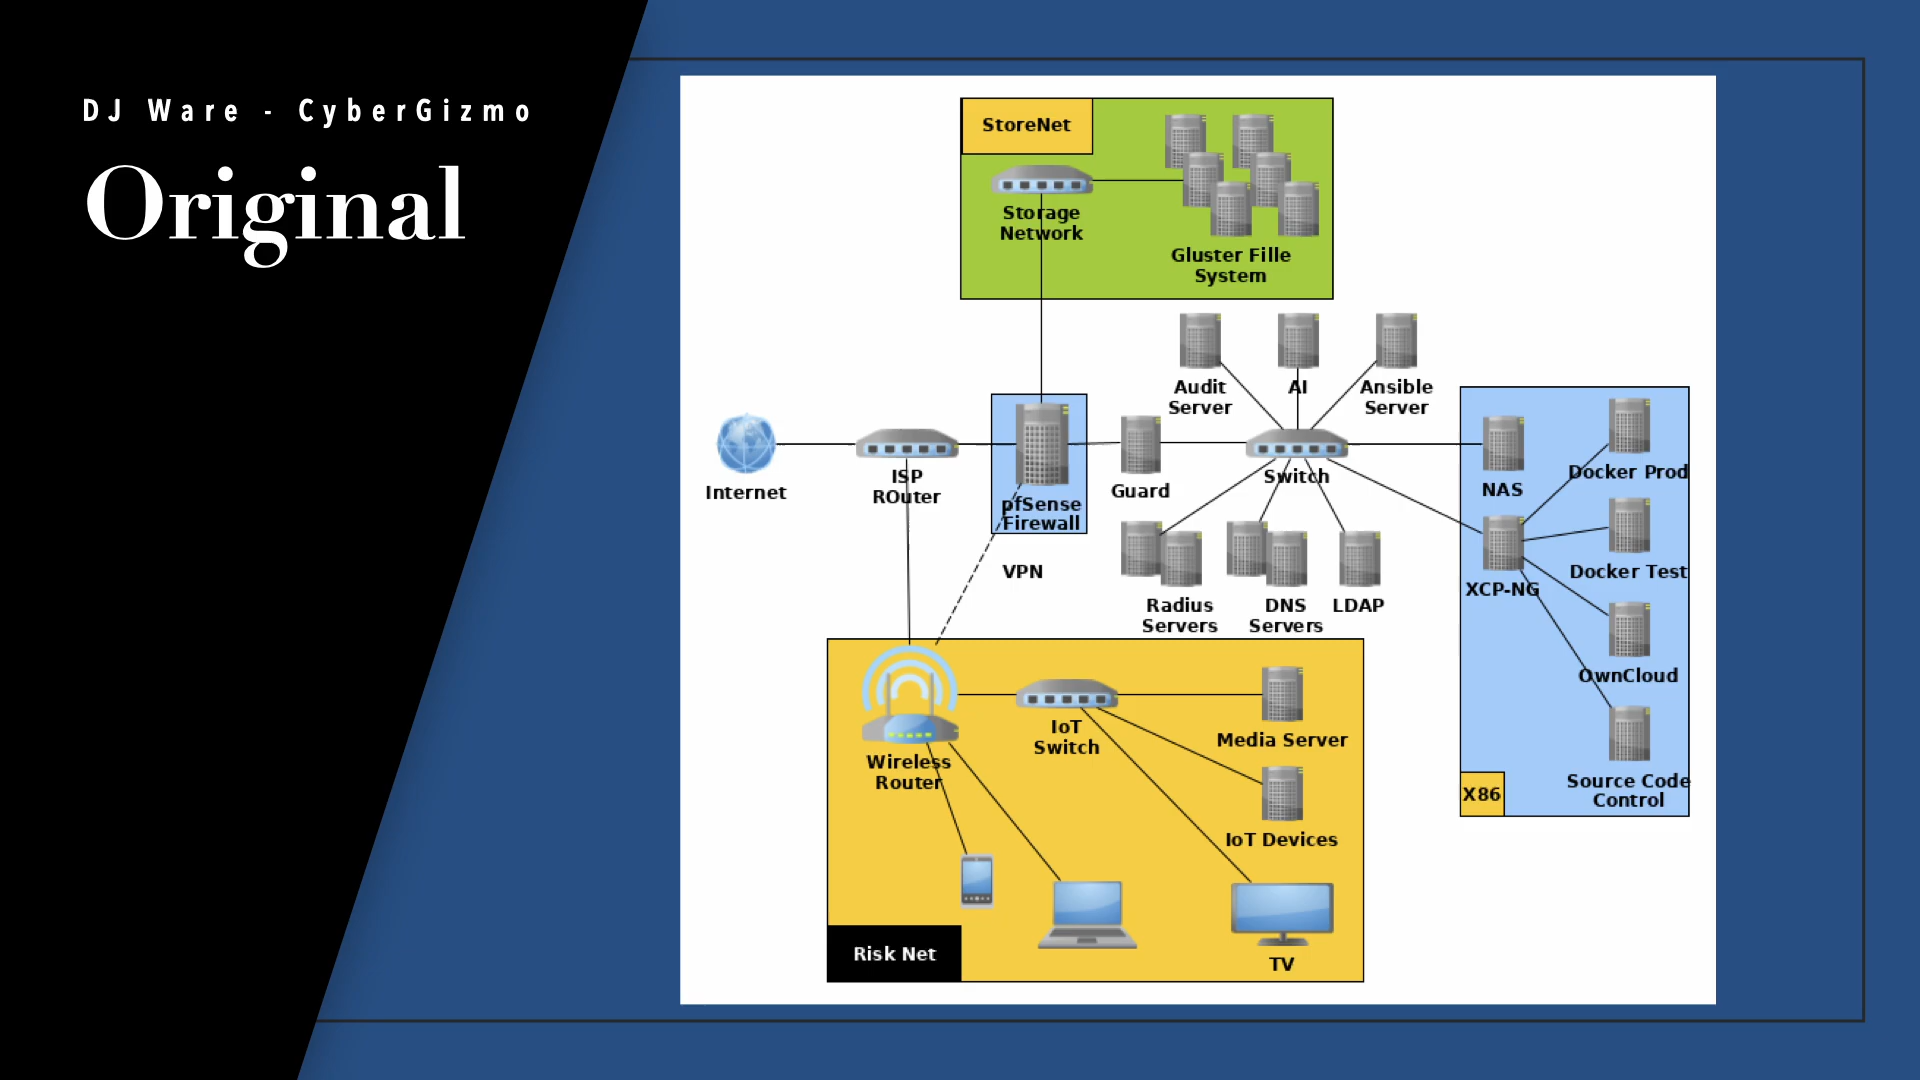 DJ Ware - CyberGizmo
Original
StoreNet
Storage
Network
Gluster Fille
System
Audit
Server
AI
Ansible
Server
Internet
ISP
ROuter
pfSense
Firewall
Guard
Switch
NAS
Docker Prod
VPN
Radius
Servers
DNS
Servers
LDAP
XCP-NG
Docker Test
OwnCloud
Source Code
Control
X86
Wireless
Router
IoT
Switch
Media Server
IoT Devices
TV
Risk Net